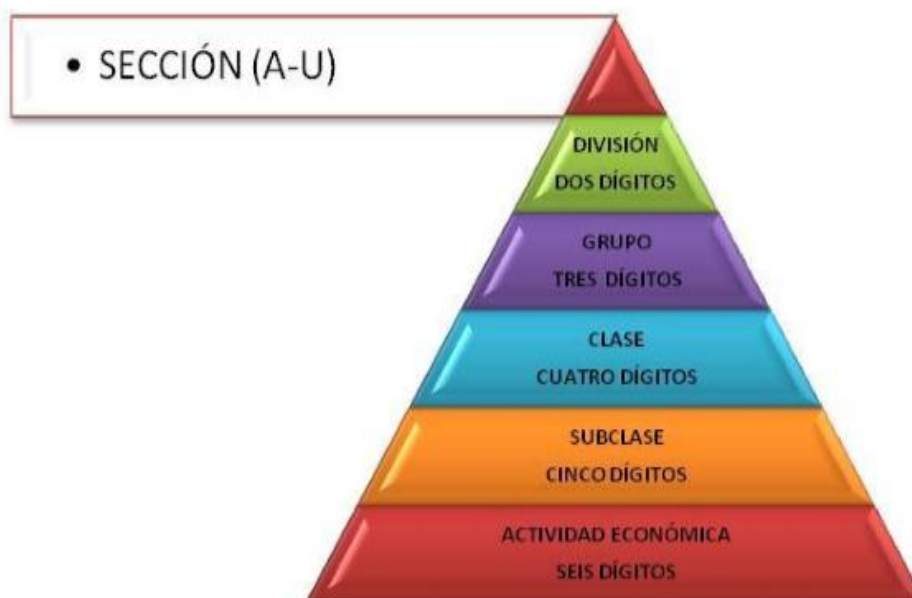 • SECCIÓN (A-U)
DIVISIÓN
DOS DÍGITOS
GRUPO
TRES DÍGITOS
CLASE
CUATRO DÍGITOS
SUBCLASE
CINCO DÍGITOS
ACTIVIDAD ECONÓMICA
SEIS DÍGITOS